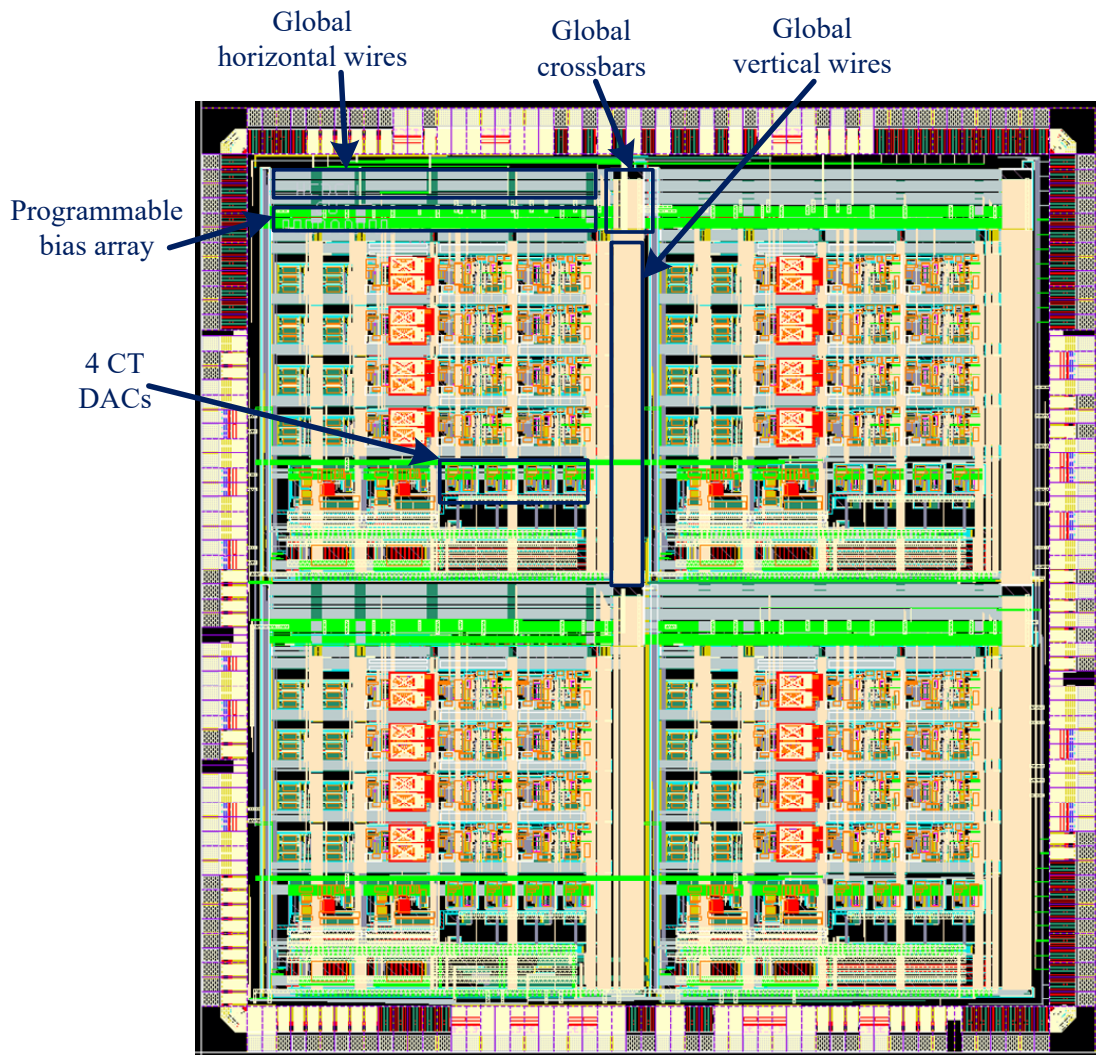 Global
horizontal wires
Global
crossbars
Global
vertical wires
Programmable
bias array
4 CT
DACs